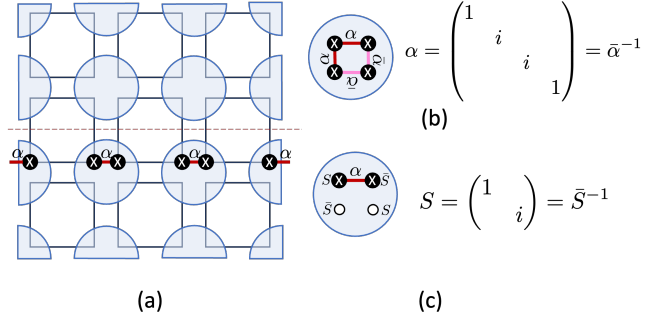 α α α α
(a)
X α X
α ᾱ
X ᾱ X
α = ( 1 i i 1 ) = ᾱ⁻¹
(b)
S X α X S̄
S̄ S
S = ( 1 i ) = S̄⁻¹
(c)